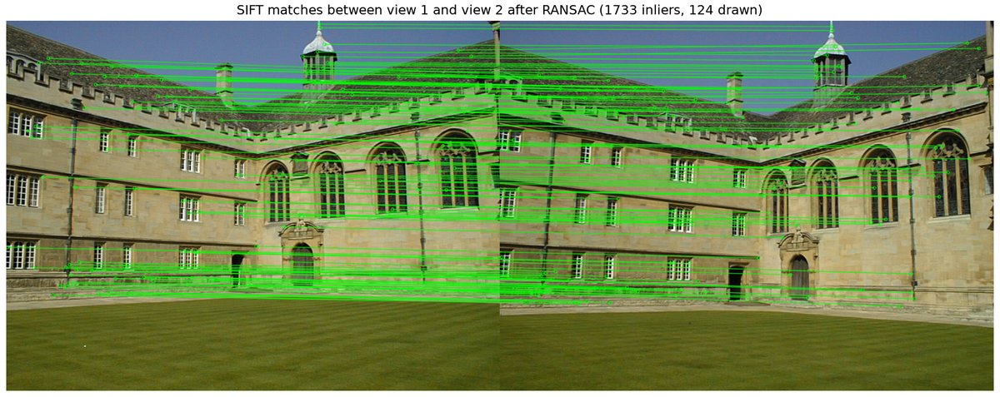 SIFT matches between view 1 and view 2 after RANSAC (1733 inliers, 124 drawn)